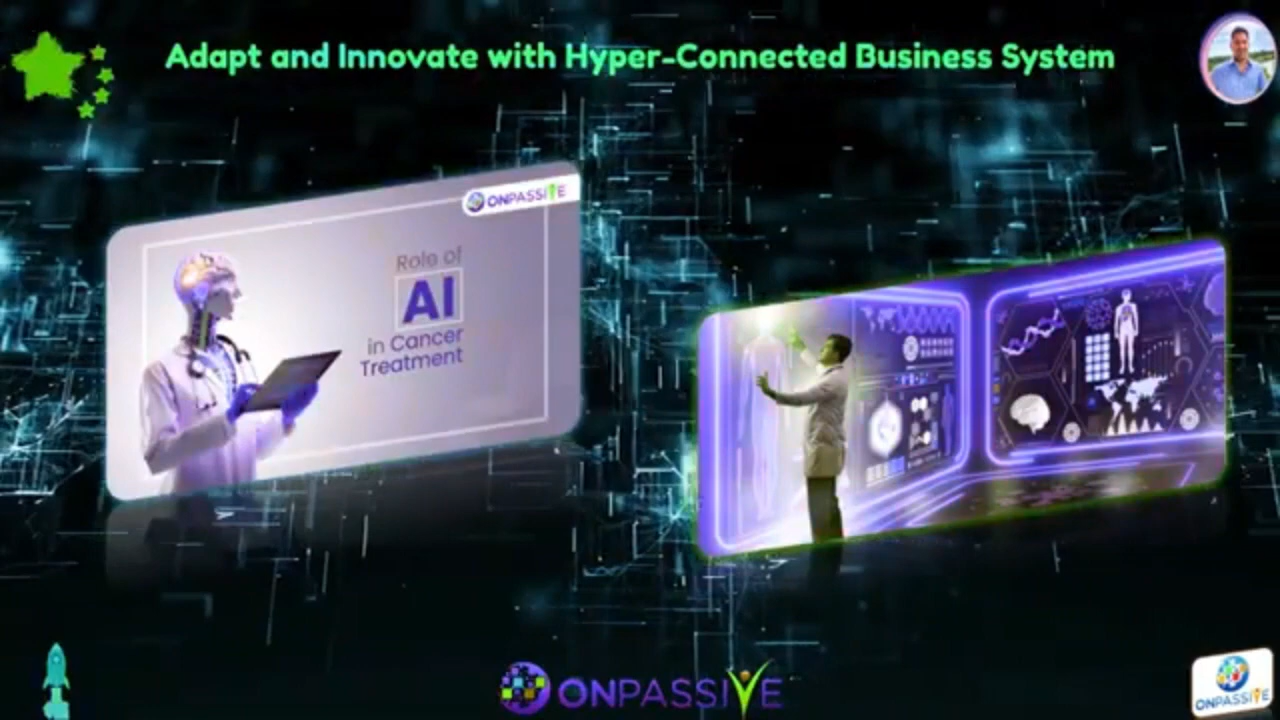 Adapt and Innovate with Hyper-Connected Business System
ONPASSIVE
Role of
AI
in Cancer
Treatment
ONPASSIVE
ONPASSIVE